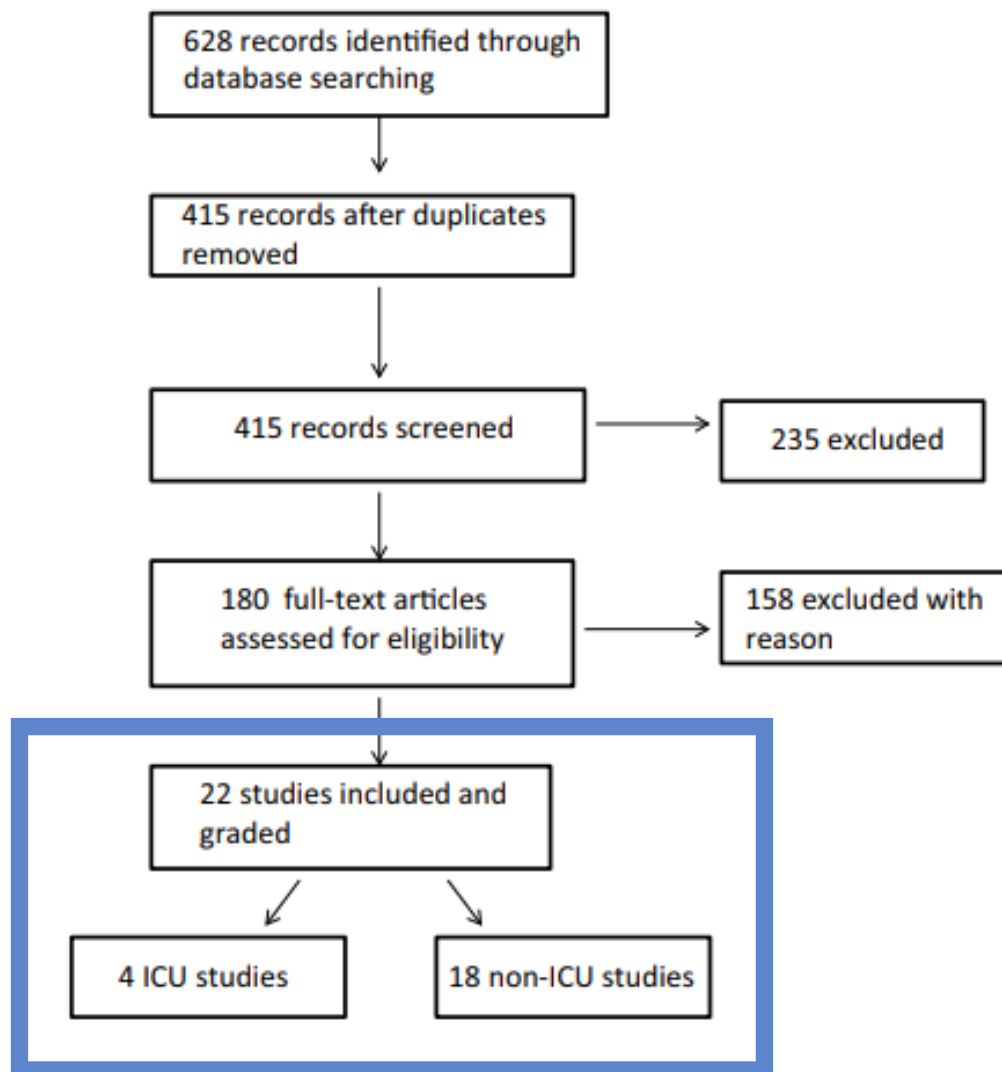 628 records identified through
database searching
415 records after duplicates
removed
415 records screened
235 excluded
180 full-text articles
assessed for eligibility
158 excluded with
reason
22 studies included and
graded
4 ICU studies
18 non-ICU studies